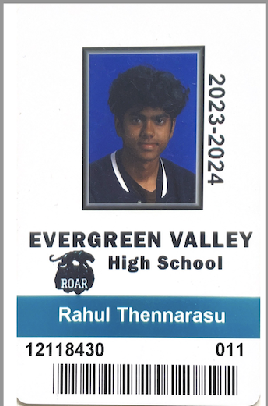 2023-2024
EVERGREEN VALLEY
High School
ROAR
Rahul Thennarasu
12118430 011